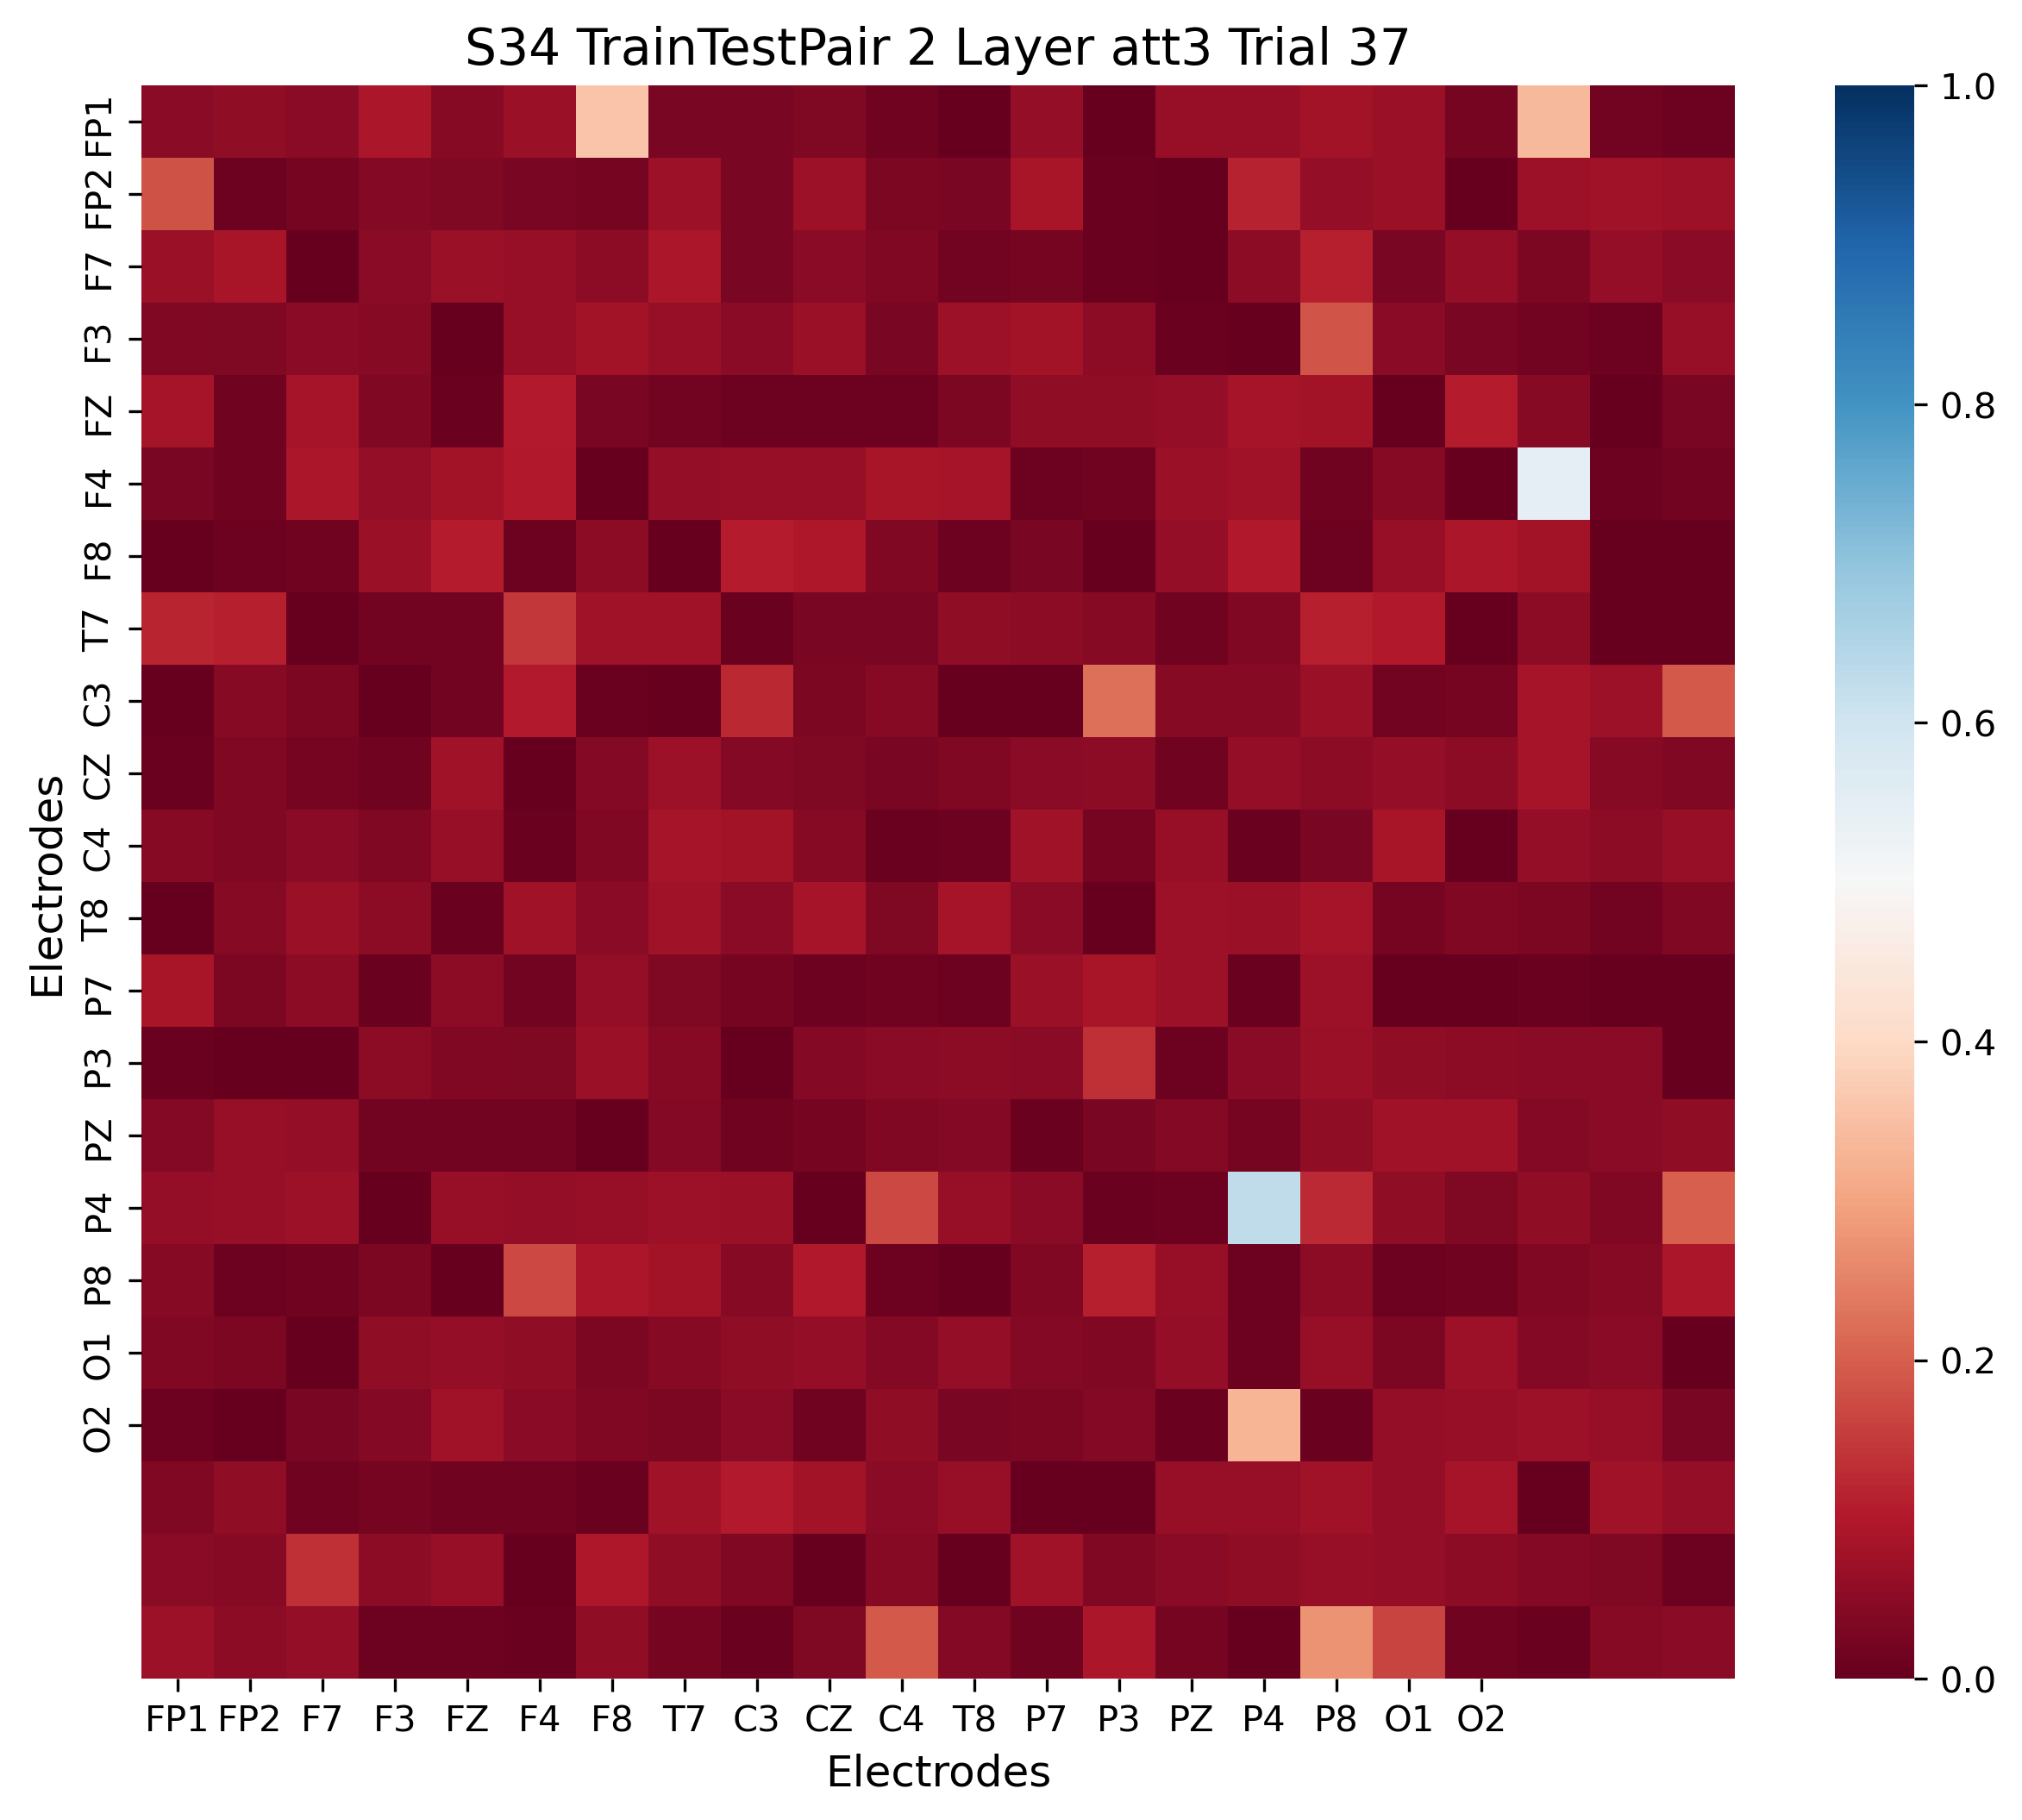 S34 TrainTestPair 2 Layer att3 Trial 37
Electrodes
FP1
FP2
F7
F3
FZ
F4
F8
T7
C3
CZ
C4
T8
P7
P3
PZ
P4
P8
O1
O2
FP1 FP2 F7 F3 FZ F4 F8 T7 C3 CZ C4 T8 P7 P3 PZ P4 P8 O1 O2
Electrodes
1.0
0.8
0.6
0.4
0.2
0.0